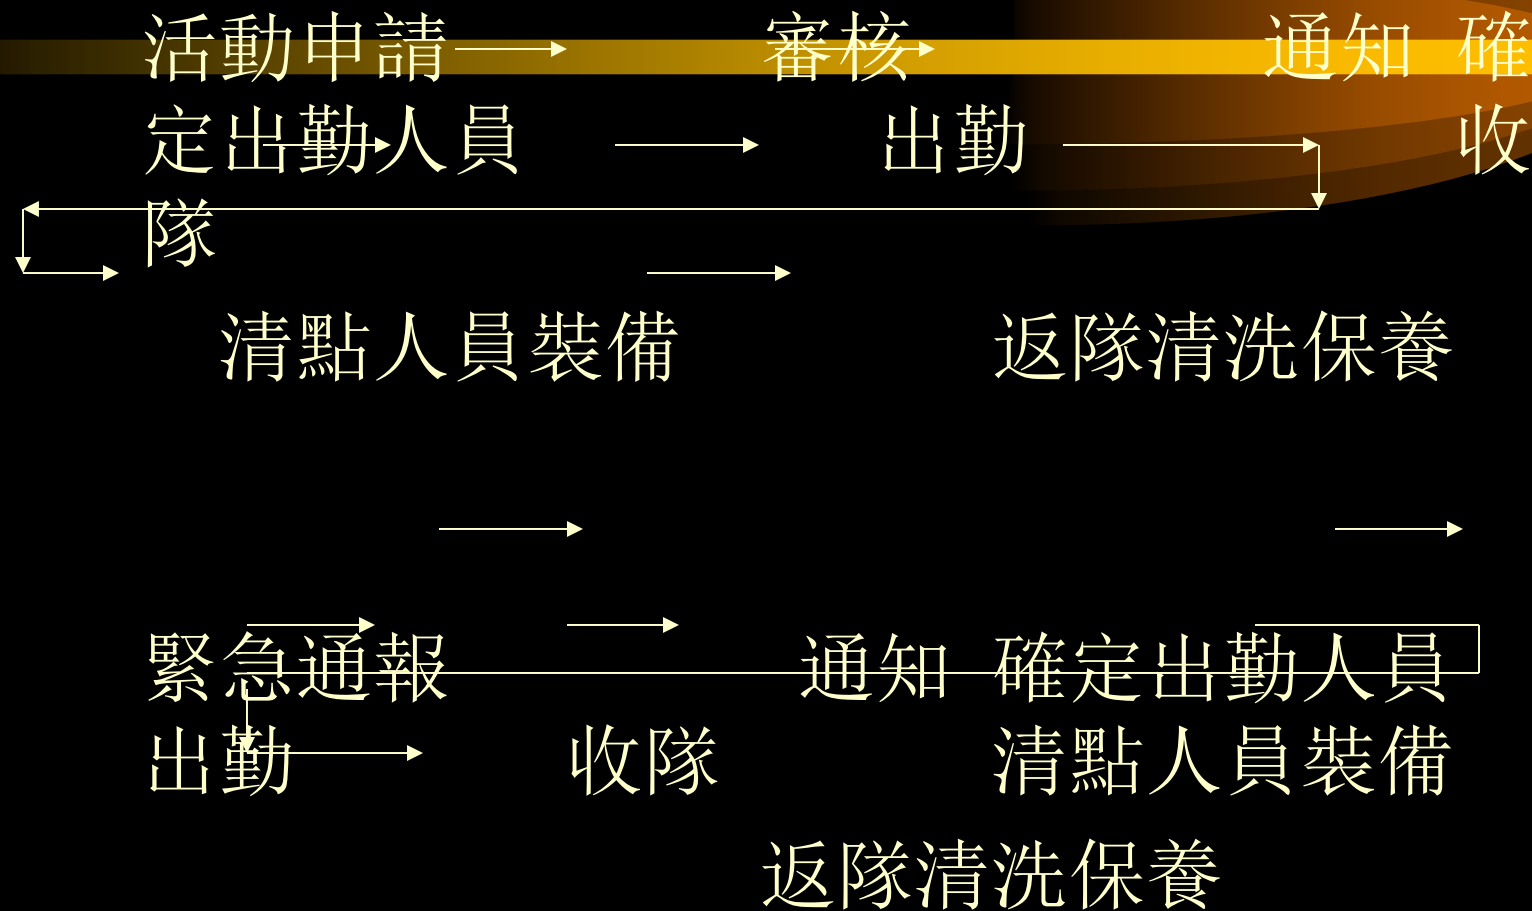 活動申請 審核 通知 確
定出勤人員 出勤 收
隊
清點人員裝備 返隊清洗保養
緊急通報 通知 確定出勤人員
出勤 收隊 清點人員裝備
返隊清洗保養